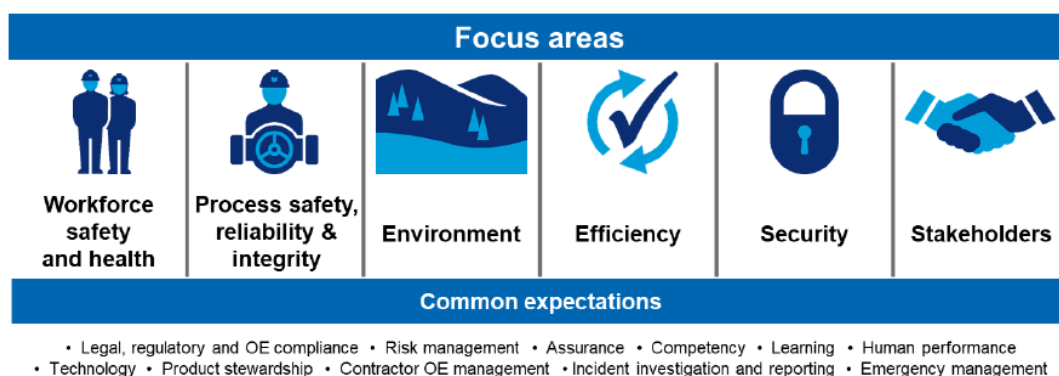 Focus areas
Workforce
safety
and health
Process safety,
reliability &
integrity
Environment
Efficiency
Security
Stakeholders
Common expectations
• Legal, regulatory and OE compliance • Risk management • Assurance • Competency • Learning • Human performance
• Technology • Product stewardship • Contractor OE management • Incident investigation and reporting • Emergency management